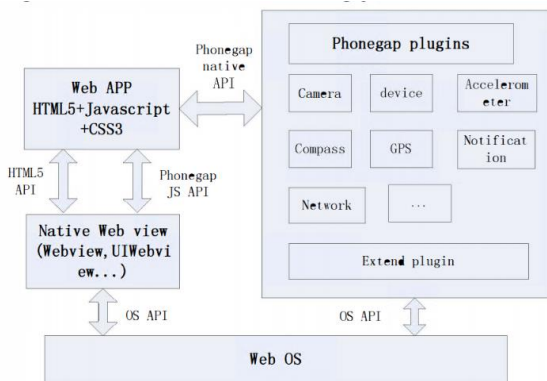 Phonegap
native
API
Web APP
HTML5+Javascript
+CSS3
HTML5
API
Phonegap
JS API
Native Web view
(Webview,UIWebvi
ew...)
OS API
Phonegap plugins
Camera
device
Accelerom
eter
Compass
GPS
Notificat
ion
Network
...
Extend plugin
OS API
Web OS